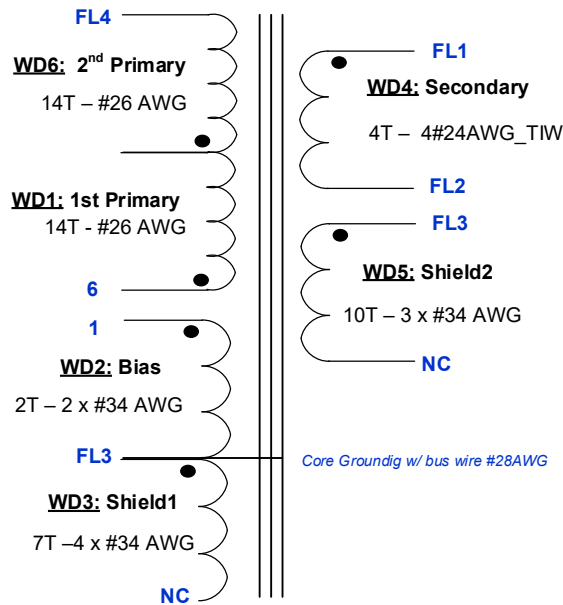 FL4
WD6: 2nd Primary
14T – #26 AWG
WD1: 1st Primary
14T - #26 AWG
6
1
WD2: Bias
2T – 2 x #34 AWG
FL3
WD3: Shield1
7T –4 x #34 AWG
NC
FL1
WD4: Secondary
4T – 4#24AWG_TIW
FL2
FL3
WD5: Shield2
10T – 3 x #34 AWG
NC
Core Groundig w/ bus wire #28AWG